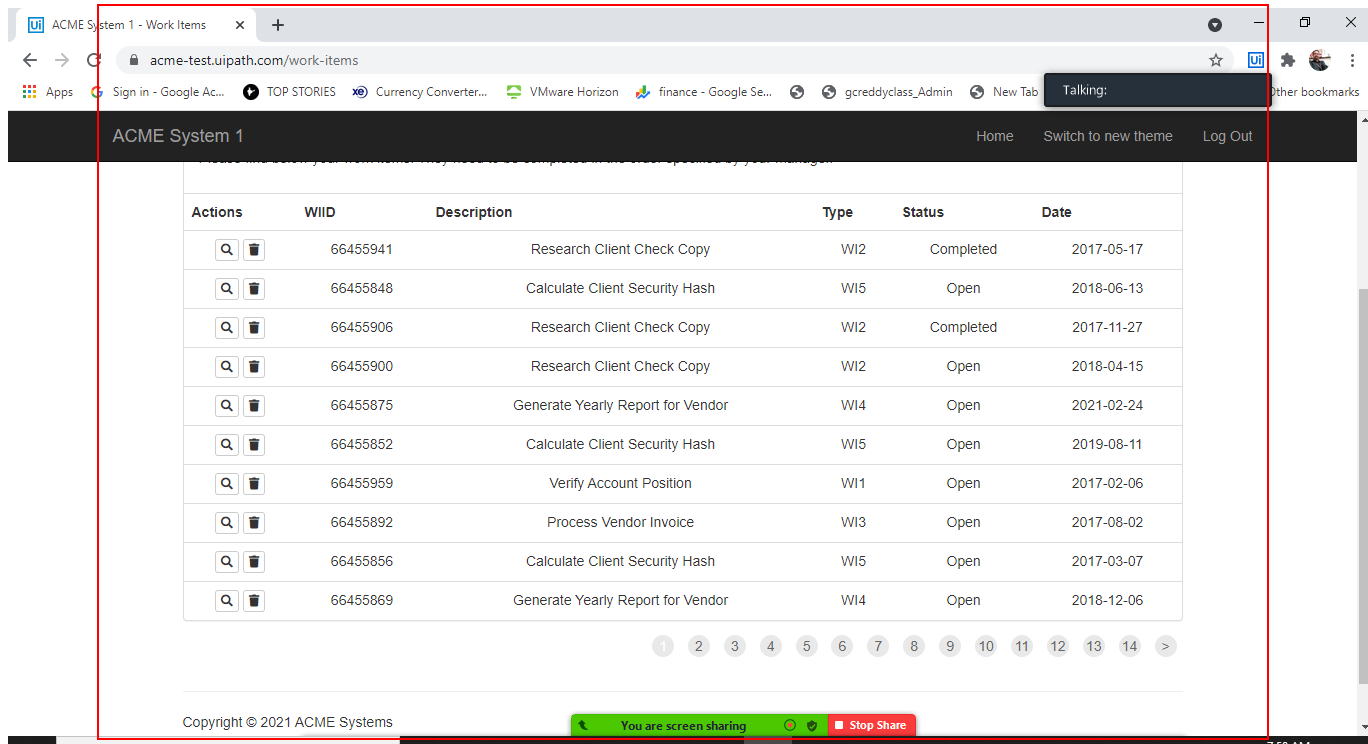 Ui ACME System 1 - Work Items
acme-test.uipath.com/work-items Ui
Apps Sign in - Google Ac... TOP STORIES xe Currency Converter... VMware Horizon finance - Google Se... gcreddyclass_Admin New Tab Talking: Other bookmarks
ACME System 1 Home Switch to new theme Log Out
Actions WIID Description Type Status Date
66455941 Research Client Check Copy WI2 Completed 2017-05-17
66455848 Calculate Client Security Hash WI5 Open 2018-06-13
66455906 Research Client Check Copy WI2 Completed 2017-11-27
66455900 Research Client Check Copy WI2 Open 2018-04-15
66455875 Generate Yearly Report for Vendor WI4 Open 2021-02-24
66455852 Calculate Client Security Hash WI5 Open 2019-08-11
66455959 Verify Account Position WI1 Open 2017-02-06
66455892 Process Vendor Invoice WI3 Open 2017-08-02
66455856 Calculate Client Security Hash WI5 Open 2017-03-07
66455869 Generate Yearly Report for Vendor WI4 Open 2018-12-06
1 2 3 4 5 6 7 8 9 10 11 12 13 14 >
Copyright © 2021 ACME Systems
You are screen sharing Stop Share